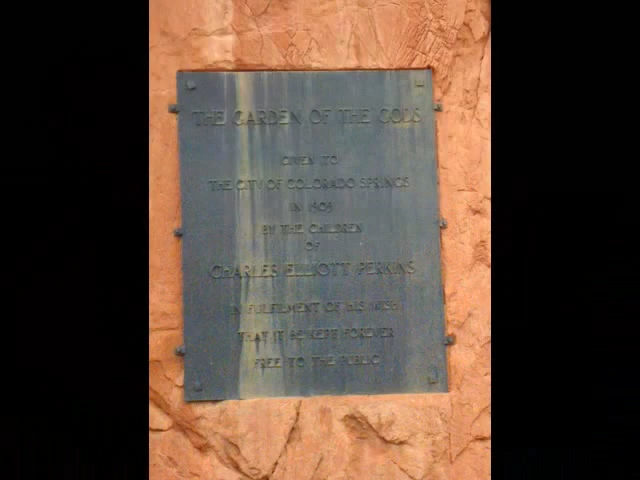 THE GARDEN OF THE GODS
GIVEN TO
THE CITY OF COLORADO SPRINGS
IN 1909
BY THE CHILDREN
OF
CHARLES ELLIOTT PERKINS
IN FULFILMENT OF HIS WISH
THAT IT BE KEPT FOREVER
FREE TO THE PUBLIC